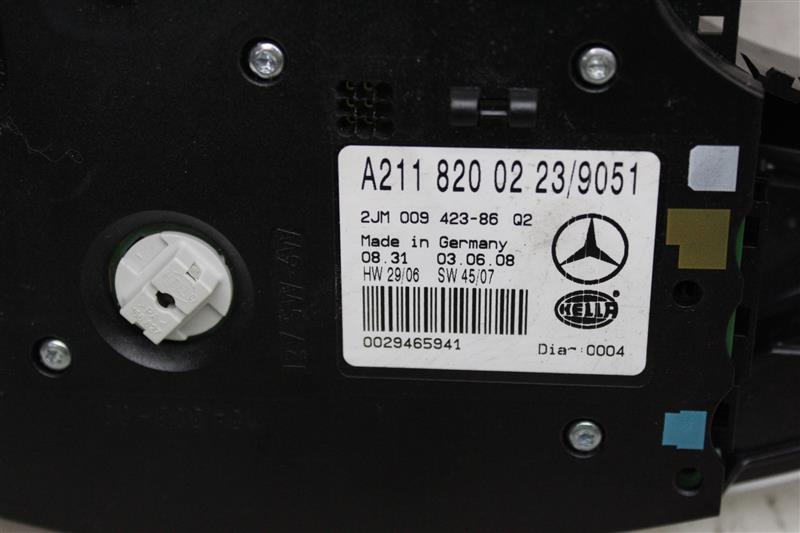 A211 820 02 23/9051
2JM 009 423-86 Q2
Made in Germany
08.31 03.06.08
HW 29/06 SW 45/07
HELLA
0029465941
Diag:0004